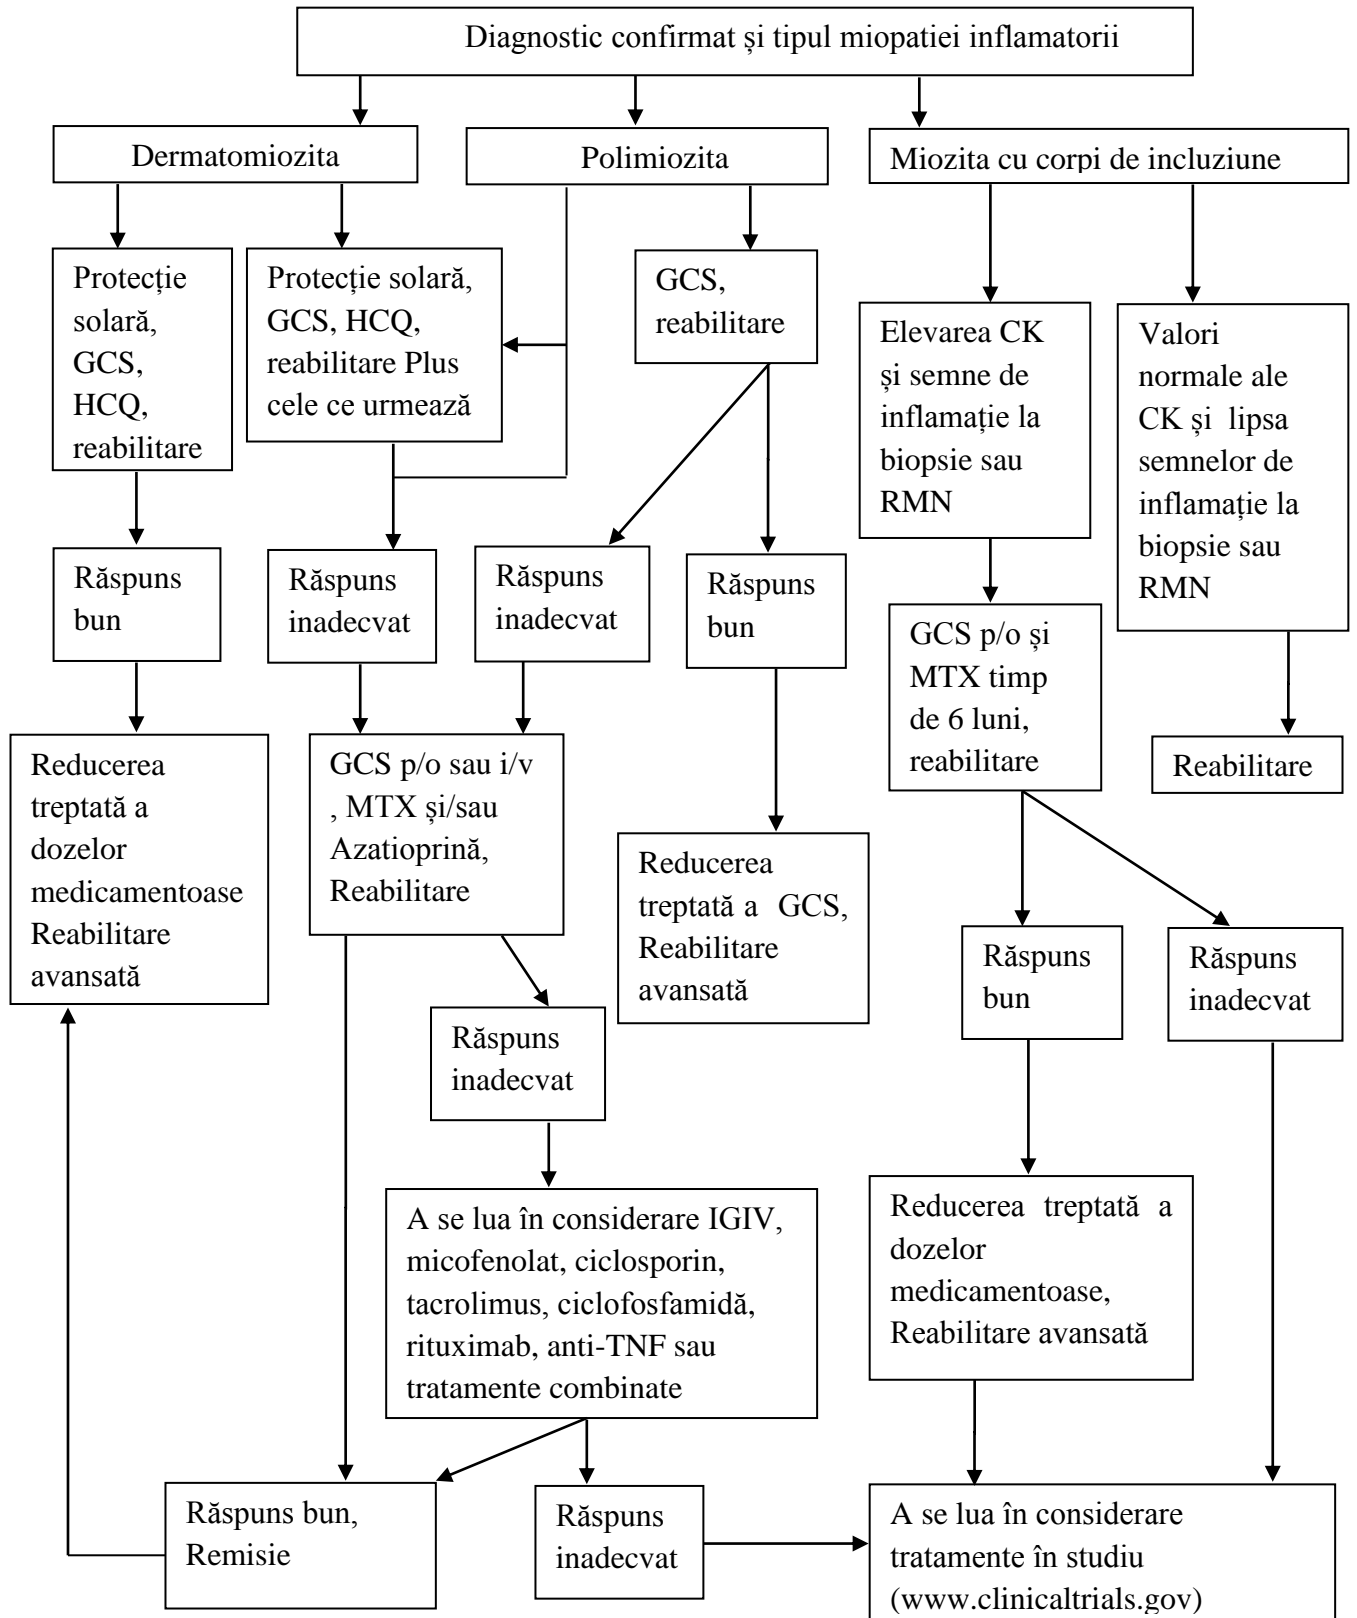 Diagnostic confirmat și tipul miopatiei inflamatorii
Dermatomiozita
Polimiozita
Miozita cu corpi de incluziune
Protecție
solară,
GCS,
HCQ,
reabilitare
Protecție solară,
GCS, HCQ,
reabilitare Plus
cele ce urmează
GCS,
reabilitare
Elevarea CK
și semne de
inflamație la
biopsie sau
RMN
Valori
normale ale
CK și lipsa
semnelor de
inflamație la
biopsie sau
RMN
Răspuns
bun
Răspuns
inadecvat
Răspuns
inadecvat
Răspuns
bun
GCS p/o și
MTX timp
de 6 luni,
reabilitare
Reabilitare
Reducerea
treptată a
dozelor
medicamentoase
Reabilitare
avansată
GCS p/o sau i/v
, MTX și/sau
Azatioprină,
Reabilitare
Reducerea
treptată a GCS,
Reabilitare
avansată
Răspuns
bun
Răspuns
inadecvat
Răspuns
inadecvat
A se lua în considerare IGIV,
micofenolat, ciclosporin,
tacrolimus, ciclofosfamidă,
rituximab, anti-TNF sau
tratamente combinate
Reducerea treptată a
dozelor
medicamentoase,
Reabilitare avansată
Răspuns bun,
Remisie
Răspuns
inadecvat
A se lua în considerare
tratamente în studiu
(www.clinicaltrials.gov)